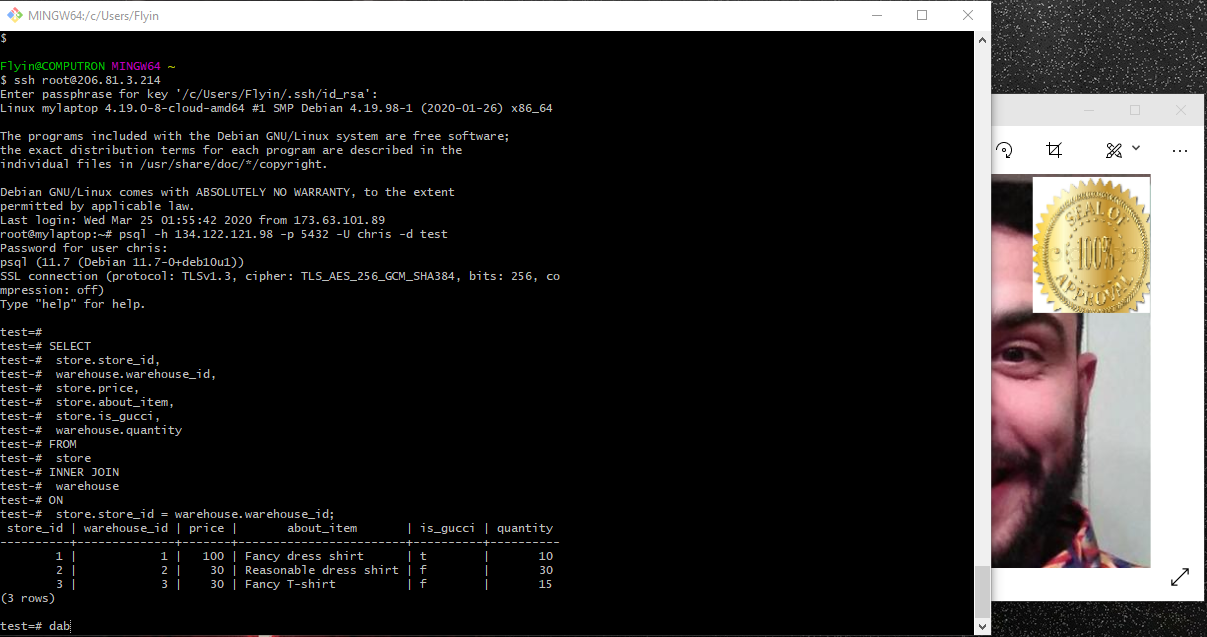 MINGW64:/c/Users/Flyin
$
Flyin@COMPUTRON MINGW64 ~
$ ssh root@206.81.3.214
Enter passphrase for key '/c/Users/Flyin/.ssh/id_rsa':
Linux mylaptop 4.19.0-8-cloud-amd64 #1 SMP Debian 4.19.98-1 (2020-01-26) x86_64
The programs included with the Debian GNU/Linux system are free software;
the exact distribution terms for each program are described in the
individual files in /usr/share/doc/*/copyright.
Debian GNU/Linux comes with ABSOLUTELY NO WARRANTY, to the extent
permitted by applicable law.
Last login: Wed Mar 25 01:55:42 2020 from 173.63.101.89
root@mylaptop:~# psql -h 134.122.121.98 -p 5432 -U chris -d test
Password for user chris:
psql (11.7 (Debian 11.7-0+deb10u1))
SSL connection (protocol: TLSv1.3, cipher: TLS_AES_256_GCM_SHA384, bits: 256, co
mpression: off)
Type "help" for help.
test=#
test=# SELECT
test-#  store.store_id,
test-#  warehouse.warehouse_id,
test-#  store.price,
test-#  store.about_item,
test-#  store.is_gucci,
test-#  warehouse.quantity
test-# FROM
test-#  store
test-# INNER JOIN
test-#  warehouse
test-# ON
test-#  store.store_id = warehouse.warehouse_id;
 store_id | warehouse_id | price |       about_item       | is_gucci | quantity
----------+--------------+-------+------------------------+----------+----------
        1 |            1 |   100 | Fancy dress shirt      | t        |       10
        2 |            2 |    30 | Reasonable dress shirt | f        |       30
        3 |            3 |    30 | Fancy T-shirt          | f        |       15
(3 rows)
test=# dab
SEAL OF
100%
APPROVAL